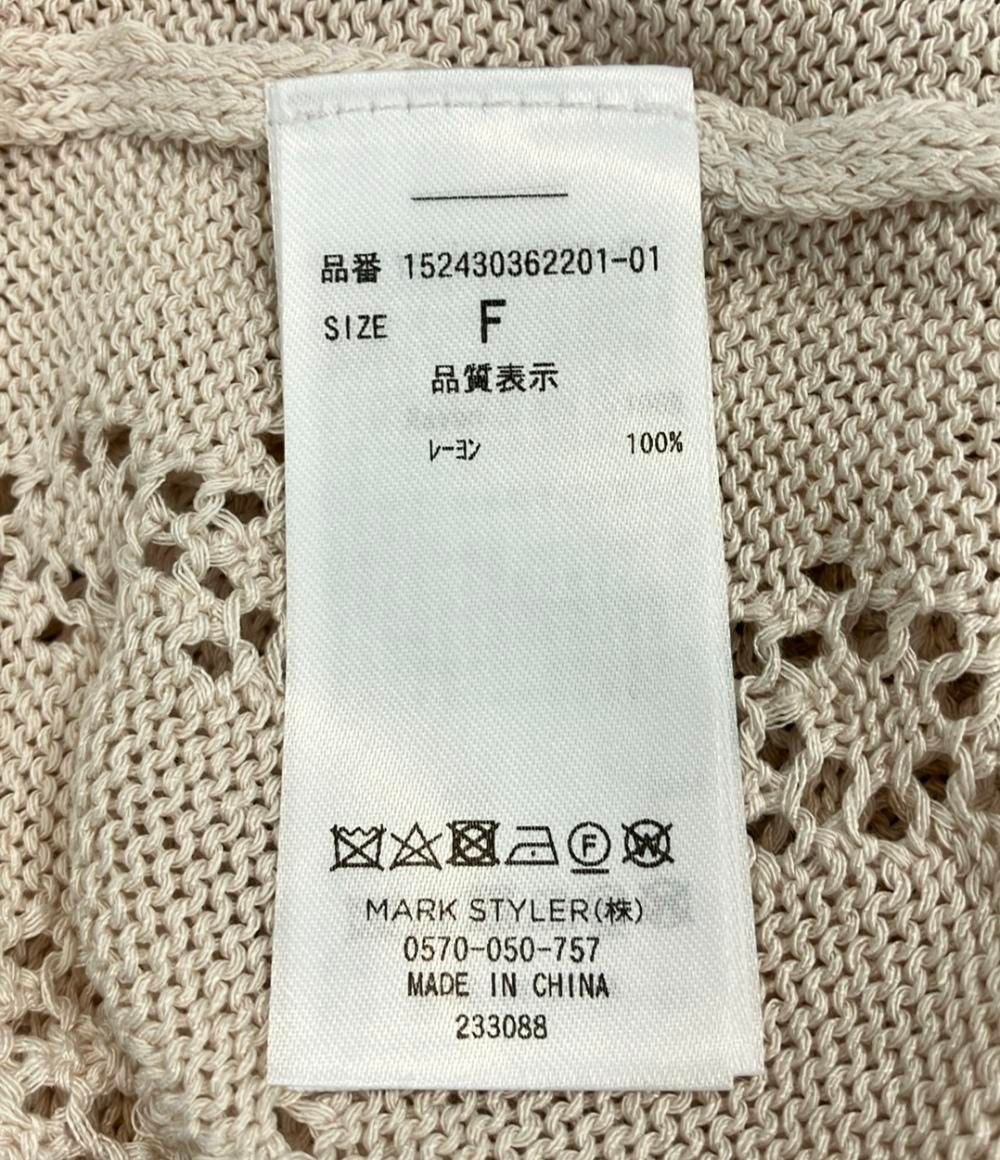 品番 152430362201-01
SIZE F
品質表示
レーヨン 100%
F W
MARK STYLER(株)
0570-050-757
MADE IN CHINA
233088